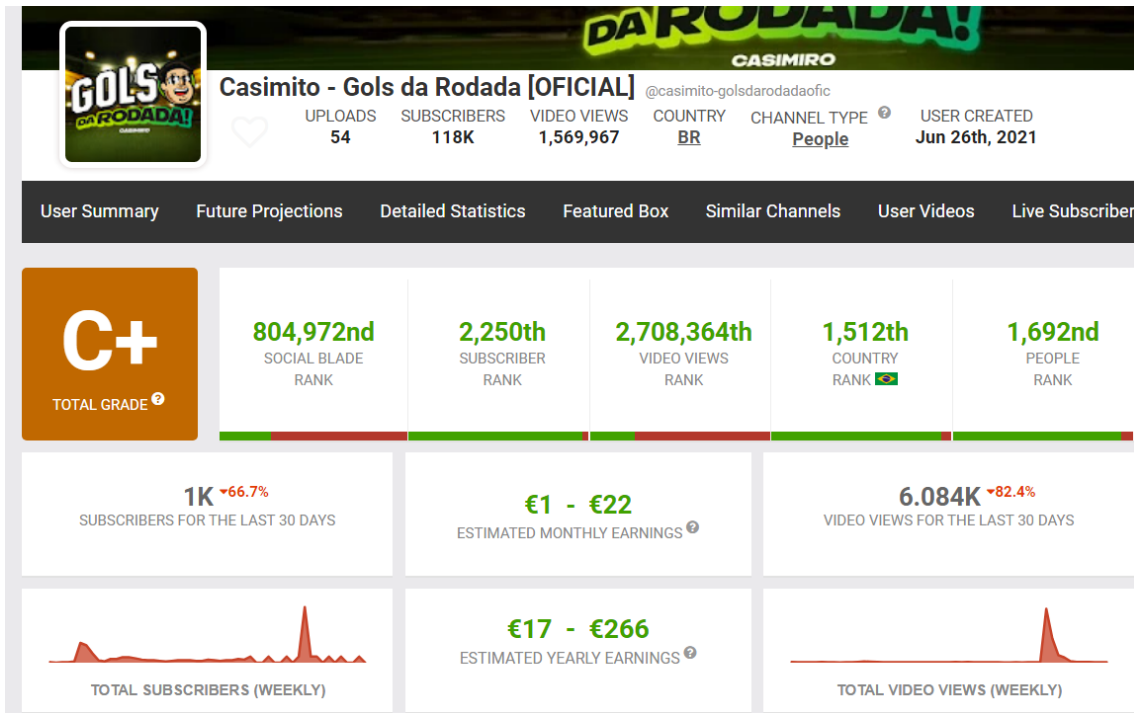 DA RODADA!
CASIMIRO
GOLS
DA RODADA!
CASIMIRO
Casimito - Gols da Rodada [OFICIAL] @casimito-golsdarodadaofic
UPLOADS SUBSCRIBERS VIDEO VIEWS COUNTRY CHANNEL TYPE ? USER CREATED
54 118K 1,569,967 BR People Jun 26th, 2021
User Summary Future Projections Detailed Statistics Featured Box Similar Channels User Videos Live Subscriber
C+
TOTAL GRADE ?
804,972nd 2,250th 2,708,364th 1,512th 1,692nd
SOCIAL BLADE SUBSCRIBER VIDEO VIEWS COUNTRY PEOPLE
RANK RANK RANK RANK RANK
1K 66.7%
SUBSCRIBERS FOR THE LAST 30 DAYS
€1 - €22
ESTIMATED MONTHLY EARNINGS ?
6.084K 82.4%
VIDEO VIEWS FOR THE LAST 30 DAYS
TOTAL SUBSCRIBERS (WEEKLY)
€17 - €266
ESTIMATED YEARLY EARNINGS ?
TOTAL VIDEO VIEWS (WEEKLY)